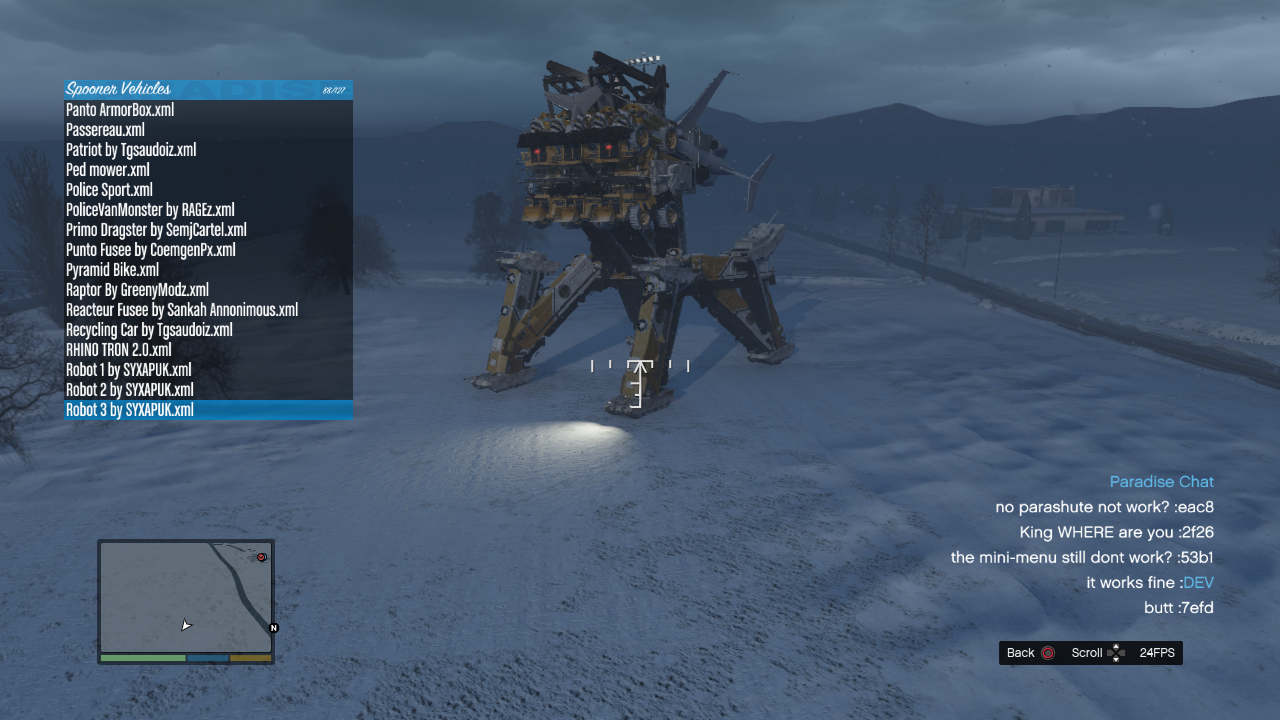 Spooner Vehicles 88/127
Panto ArmorBox.xml
Passereau.xml
Patriot by Tgsaudoiz.xml
Ped mower.xml
Police Sport.xml
PoliceVanMonster by RAGEz.xml
Primo Dragster by SemjCartel.xml
Punto Fusee by CoemgenPx.xml
Pyramid Bike.xml
Raptor By GreenyModz.xml
Reacteur Fusee by Sankah Annonimous.xml
Recycling Car by Tgsaudoiz.xml
RHINO TRON 2.0.xml
Robot 1 by SYXAPUK.xml
Robot 2 by SYXAPUK.xml
Robot 3 by SYXAPUK.xml
Paradise Chat
no parashute not work? :eac8
King WHERE are you :2f26
the mini-menu still dont work? :53b1
it works fine :DEV
butt :7efd
N
Back Scroll 24FPS